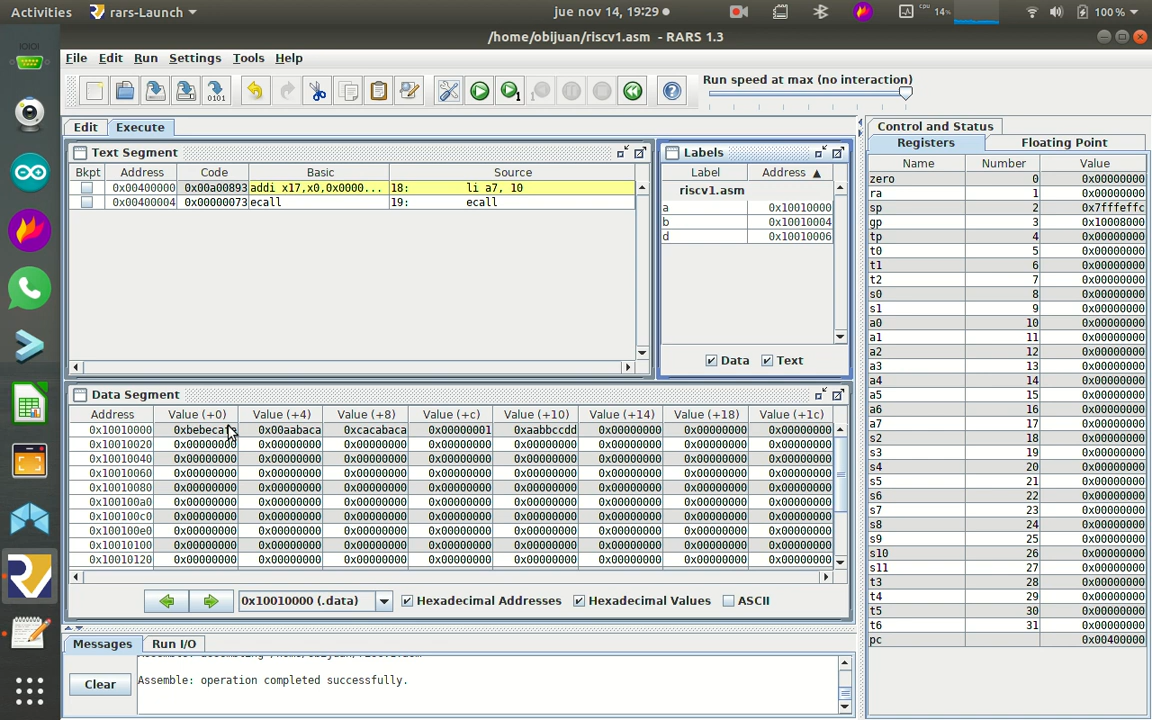 Activities rars-Launch jue nov 14, 19:29 cpu 14% 100%
/home/obijuan/riscv1.asm - RARS 1.3
File Edit Run Settings Tools Help
Run speed at max (no interaction)
Edit Execute
Text Segment
Bkpt Address Code Basic Source
0x00400000 0x00a00893 addi x17,x0,0x0000... 18: li a7, 10
0x00400004 0x00000073 ecall 19: ecall
Labels
Label Address ▲
riscv1.asm
a 0x10010000
b 0x10010004
d 0x10010006
Data Text
Data Segment
Address Value (+0) Value (+4) Value (+8) Value (+c) Value (+10) Value (+14) Value (+18) Value (+1c)
0x10010000 0x00aabaca 0xcacabaca 0x00000001 0xaabbccdd 0x00000000 0x00000000 0x00000000
0x10010020 0x00000000 0x00000000 0x00000000 0x00000000 0x00000000 0x00000000 0x00000000 0x00000000
0x10010040 0x00000000 0x00000000 0x00000000 0x00000000 0x00000000 0x00000000 0x00000000 0x00000000
0x10010060 0x00000000 0x00000000 0x00000000 0x00000000 0x00000000 0x00000000 0x00000000 0x00000000
0x10010080 0x00000000 0x00000000 0x00000000 0x00000000 0x00000000 0x00000000 0x00000000 0x00000000
0x100100a0 0x00000000 0x00000000 0x00000000 0x00000000 0x00000000 0x00000000 0x00000000 0x00000000
0x100100c0 0x00000000 0x00000000 0x00000000 0x00000000 0x00000000 0x00000000 0x00000000 0x00000000
0x100100e0 0x00000000 0x00000000 0x00000000 0x00000000 0x00000000 0x00000000 0x00000000 0x00000000
0x10010100 0x00000000 0x00000000 0x00000000 0x00000000 0x00000000 0x00000000 0x00000000 0x00000000
0x10010120 0x00000000 0x00000000 0x00000000 0x00000000 0x00000000 0x00000000 0x00000000 0x00000000
0x10010000 (.data) Hexadecimal Addresses Hexadecimal Values ASCII
Messages Run I/O
Clear
Assemble: operation completed successfully.
Control and Status
Registers Floating Point
Name Number Value
zero 0 0x00000000
ra 1 0x00000000
sp 2 0x7fffeffc
gp 3 0x10008000
tp 4 0x00000000
t0 5 0x00000000
t1 6 0x00000000
t2 7 0x00000000
s0 8 0x00000000
s1 9 0x00000000
a0 10 0x00000000
a1 11 0x00000000
a2 12 0x00000000
a3 13 0x00000000
a4 14 0x00000000
a5 15 0x00000000
a6 16 0x00000000
a7 17 0x00000000
s2 18 0x00000000
s3 19 0x00000000
s4 20 0x00000000
s5 21 0x00000000
s6 22 0x00000000
s7 23 0x00000000
s8 24 0x00000000
s9 25 0x00000000
s10 26 0x00000000
s11 27 0x00000000
t3 28 0x00000000
t4 29 0x00000000
t5 30 0x00000000
t6 31 0x00000000
pc 0x00400000